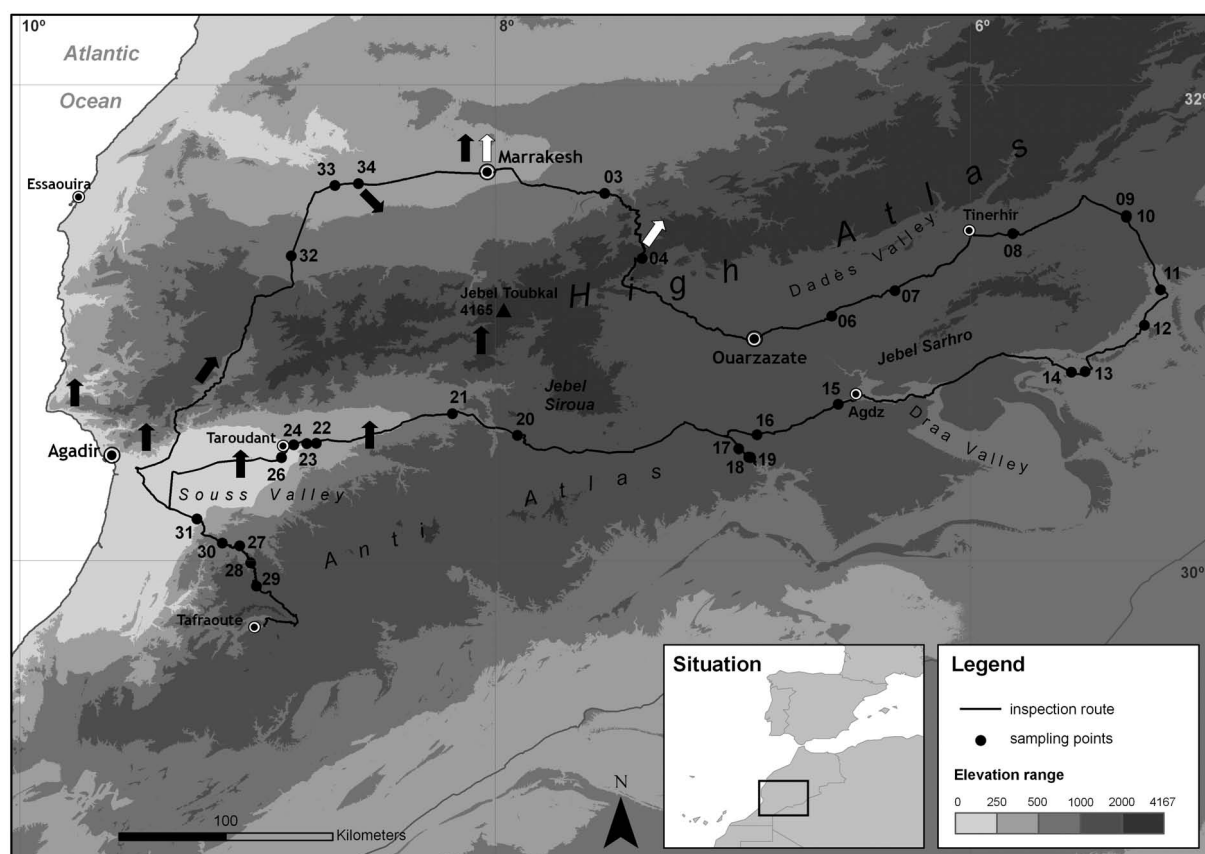 10º
8º
6º
Atlantic
Ocean
32º
Marrakesh
Essaouira
33
34
03
High Atlas
09
10
Tinerhir
08
Dadès Valley
32
04
11
Jebel Toubkal
4165
07
06
12
Ouarzazate
Jebel Sarhro
14
13
Jebel
Siroua
15
Agdz
21
20
16
Draa Valley
Taroudant
24
22
23
Agadir
26
17
18
19
Souss Valley
Anti Atlas
31
30
27
28
29
30º
Tafraoute
Situation
Legend
inspection route
sampling points
Elevation range
0 250 500 1000 2000 4167
N
100
Kilometers